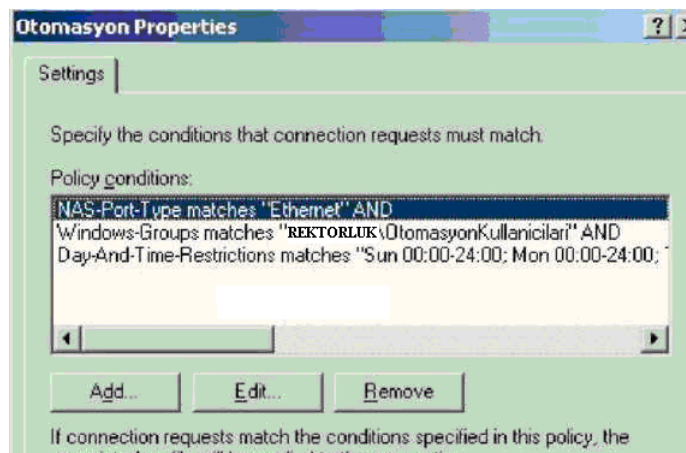 Otomasyon Properties
Settings
Specify the conditions that connection requests must match.
Policy conditions:
NAS-Port-Type matches "Ethernet" AND
Windows-Groups matches "REKTORLUK\OtomasyonKullanicilari" AND
Day-And-Time-Restrictions matches "Sun 00:00-24:00; Mon 00:00-24:00;
Add...
Edit...
Remove
If connection requests match the conditions specified in this policy, the